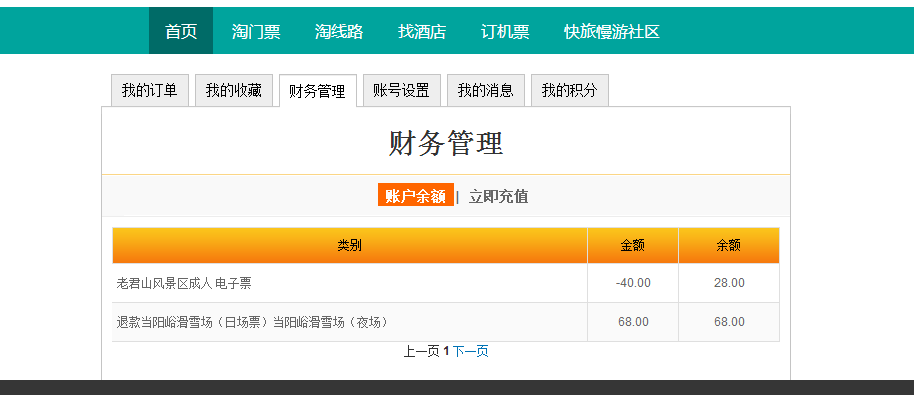 首页 淘门票 淘线路 找酒店 订机票 快旅慢游社区
我的订单 我的收藏 财务管理 账号设置 我的消息 我的积分
财务管理
账户余额 | 立即充值
类别 金额 余额
老君山风景区成人 电子票 -40.00 28.00
退款当阳峪滑雪场（日场票）当阳峪滑雪场（夜场） 68.00 68.00
上一页 1 下一页